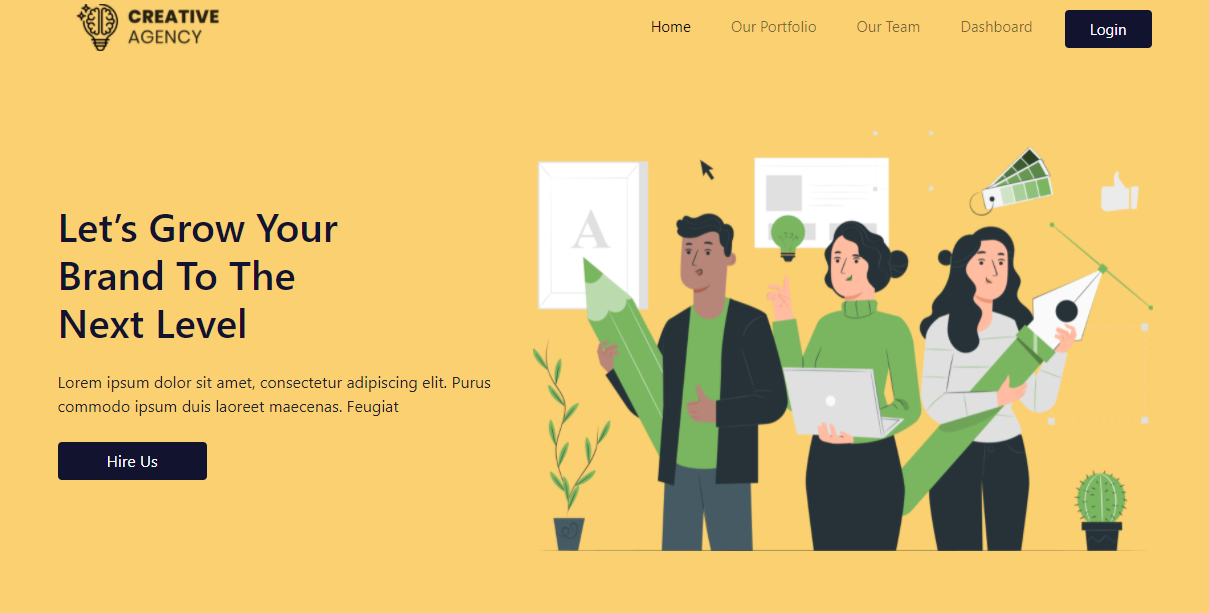 CREATIVE
AGENCY
Home Our Portfolio Our Team Dashboard Login
Let’s Grow Your
Brand To The
Next Level
Lorem ipsum dolor sit amet, consectetur adipiscing elit. Purus
commodo ipsum duis laoreet maecenas. Feugiat
Hire Us
A